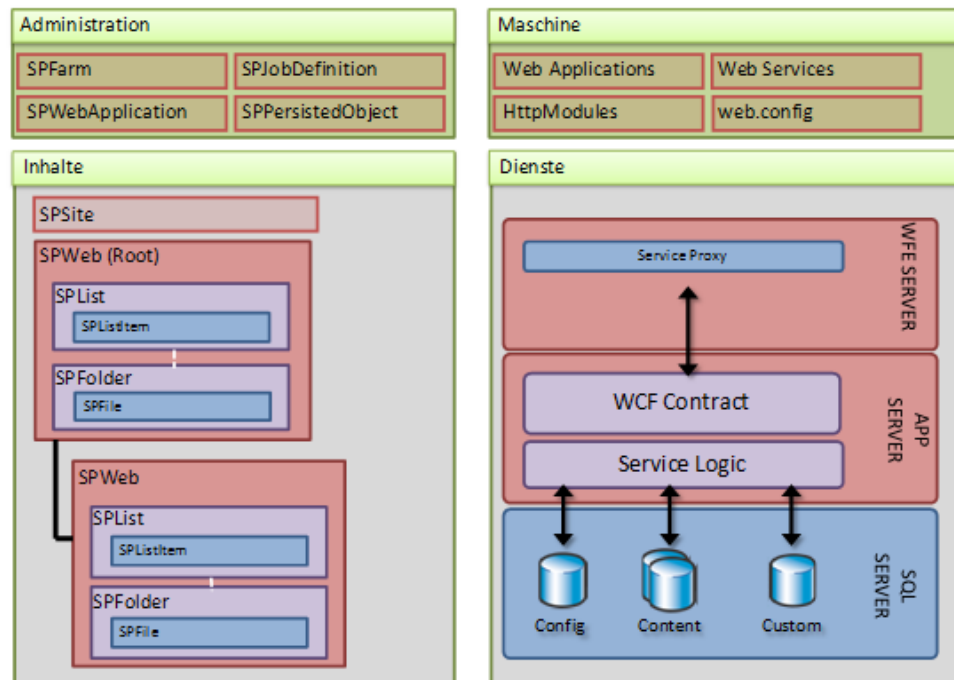 Administration
SPFarm
SPJobDefinition
SPWebApplication
SPPersistedObject
Maschine
Web Applications
Web Services
HttpModules
web.config
Inhalte
SPSite
SPWeb (Root)
SPList
SPListItem
SPFolder
SPFile
SPWeb
SPList
SPListItem
SPFolder
SPFile
Dienste
WFE SERVER
Service Proxy
APP
SERVER
WCF Contract
Service Logic
SQL
SERVER
Config
Content
Custom